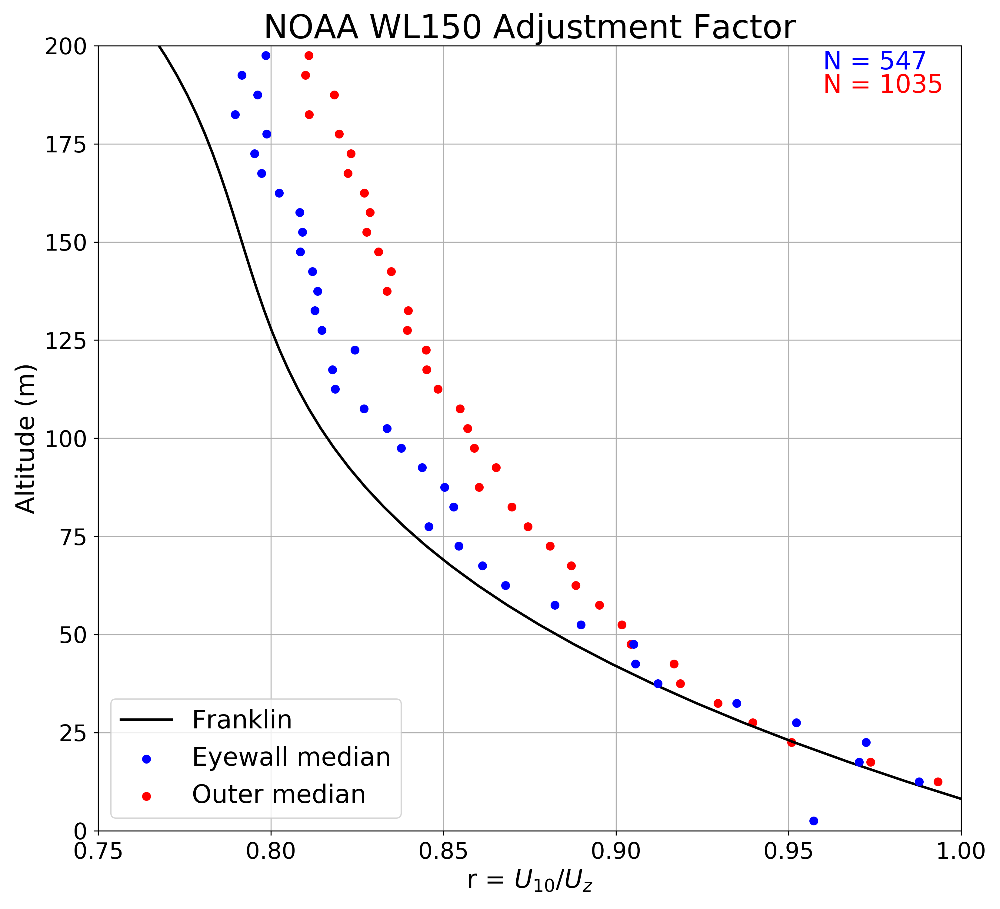 NOAA WL150 Adjustment Factor
N = 547
N = 1035
200
175
150
125
100
75
50
25
0
Altitude (m)
Franklin
Eyewall median
Outer median
0.75 0.80 0.85 0.90 0.95 1.00
r = U₁₀/U_z